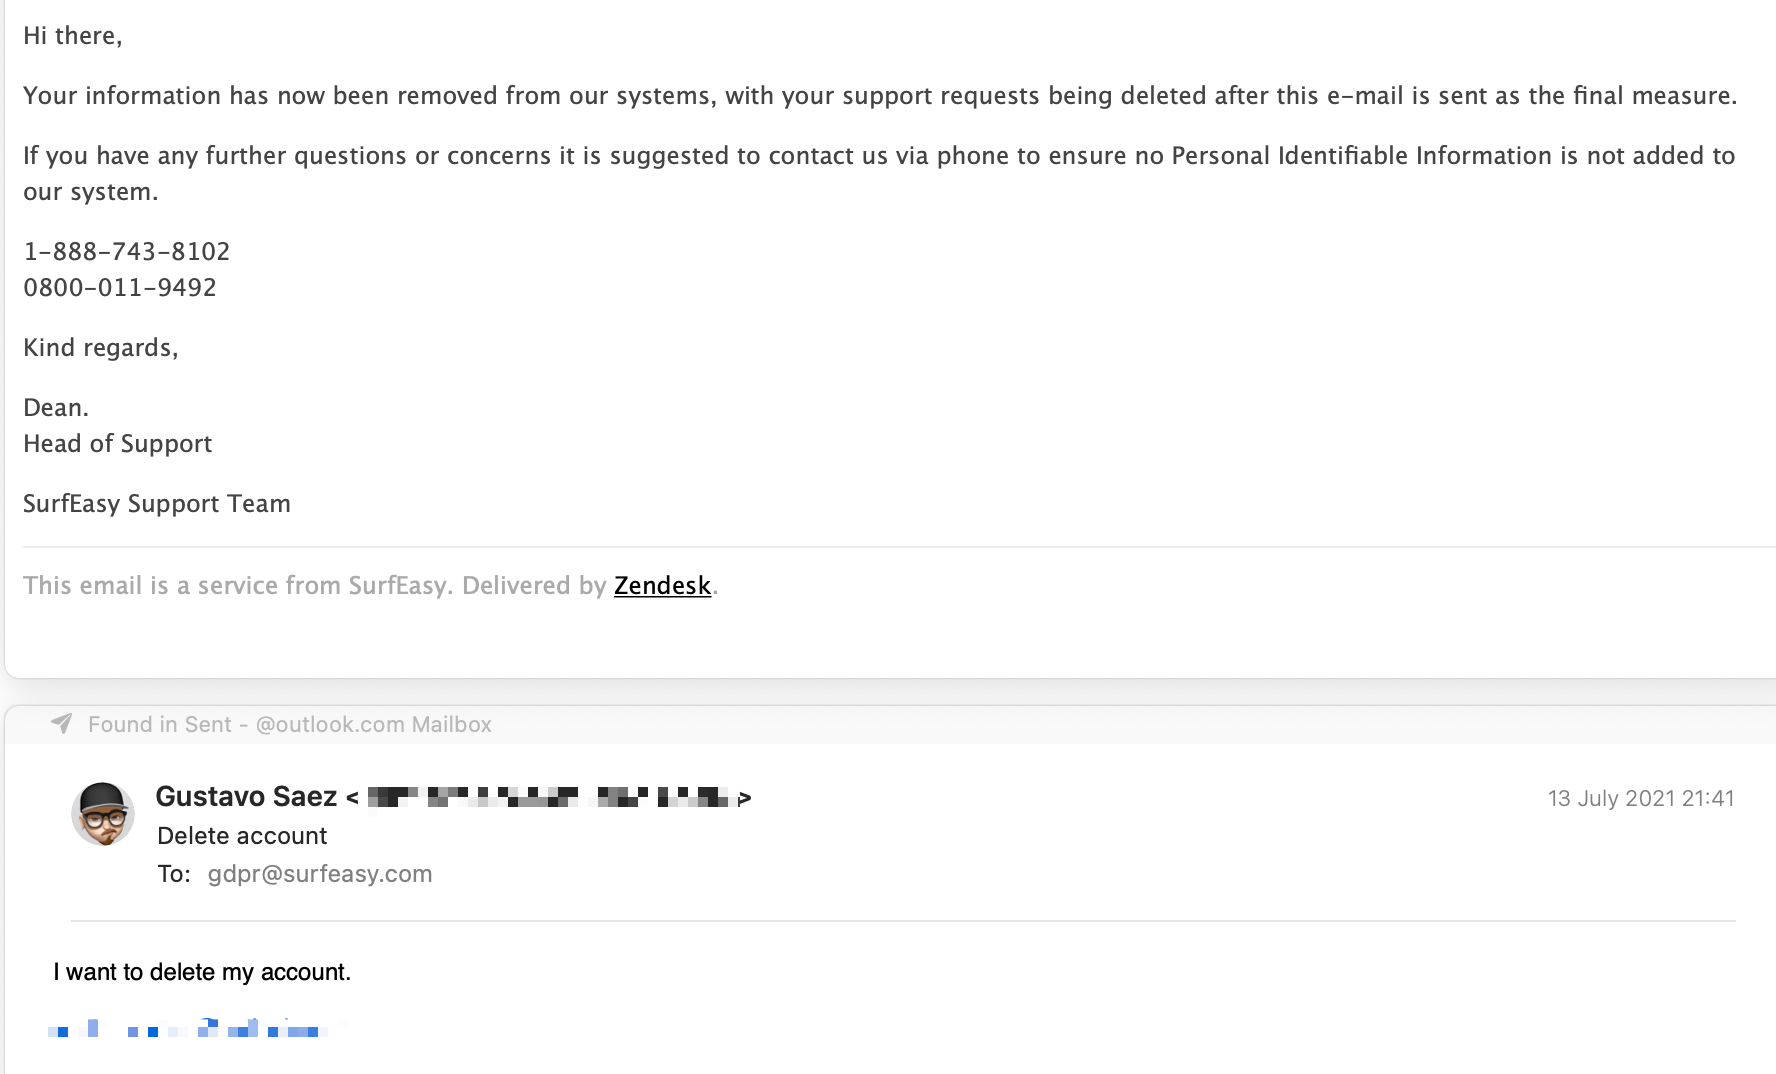 Hi there,
Your information has now been removed from our systems, with your support requests being deleted after this e-mail is sent as the final measure.
If you have any further questions or concerns it is suggested to contact us via phone to ensure no Personal Identifiable Information is not added to
our system.
1-888-743-8102
0800-011-9492
Kind regards,
Dean.
Head of Support
SurfEasy Support Team
This email is a service from SurfEasy. Delivered by Zendesk.
Found in Sent - @outlook.com Mailbox
Gustavo Saez < >
13 July 2021 21:41
Delete account
To: gdpr@surfeasy.com
I want to delete my account.